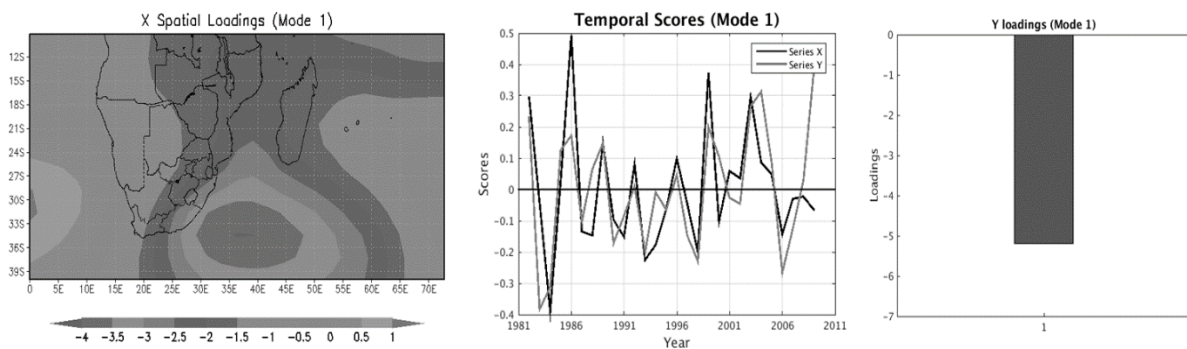 X Spatial Loadings (Mode 1)
12S
15S
18S
21S
24S
27S
30S
33S
36S
39S
0 5E 10E 15E 20E 25E 30E 35E 40E 45E 50E 55E 60E 65E 70E
-4 -3.5 -3 -2.5 -2 -1.5 -1 -0.5 0 0.5 1
Temporal Scores (Mode 1)
Series X
Series Y
Scores
0.5
0.4
0.3
0.2
0.1
0
-0.1
-0.2
-0.3
-0.4
1981 1986 1991 1996 2001 2006 2011
Year
Y loadings (Mode 1)
Loadings
0
-1
-2
-3
-4
-5
-6
-7
1